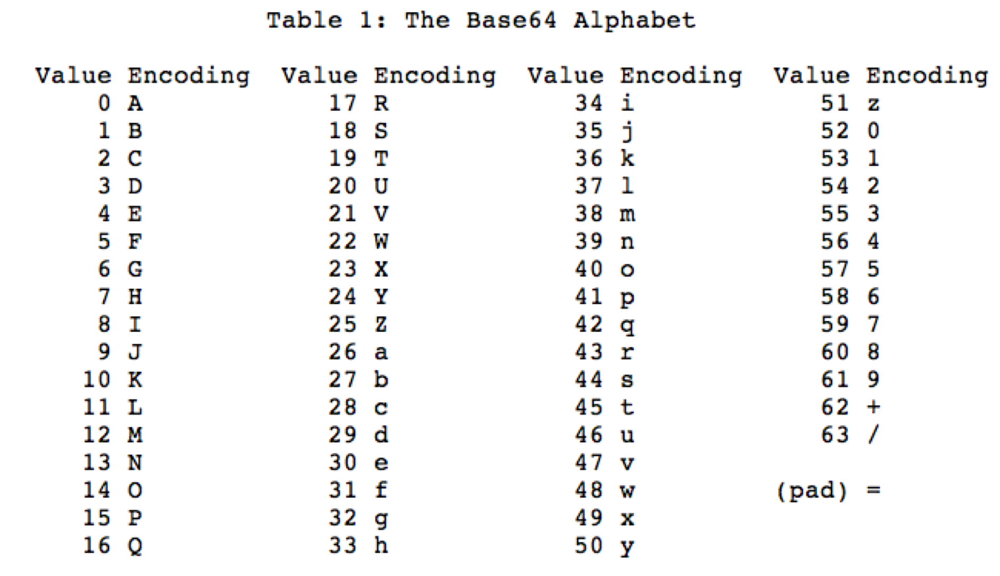 Table 1: The Base64 Alphabet
Value Encoding Value Encoding Value Encoding Value Encoding
0 A 17 R 34 i 51 z
1 B 18 S 35 j 52 0
2 C 19 T 36 k 53 1
3 D 20 U 37 l 54 2
4 E 21 V 38 m 55 3
5 F 22 W 39 n 56 4
6 G 23 X 40 o 57 5
7 H 24 Y 41 p 58 6
8 I 25 Z 42 q 59 7
9 J 26 a 43 r 60 8
10 K 27 b 44 s 61 9
11 L 28 c 45 t 62 +
12 M 29 d 46 u 63 /
13 N 30 e 47 v
14 O 31 f 48 w (pad) =
15 P 32 g 49 x
16 Q 33 h 50 y